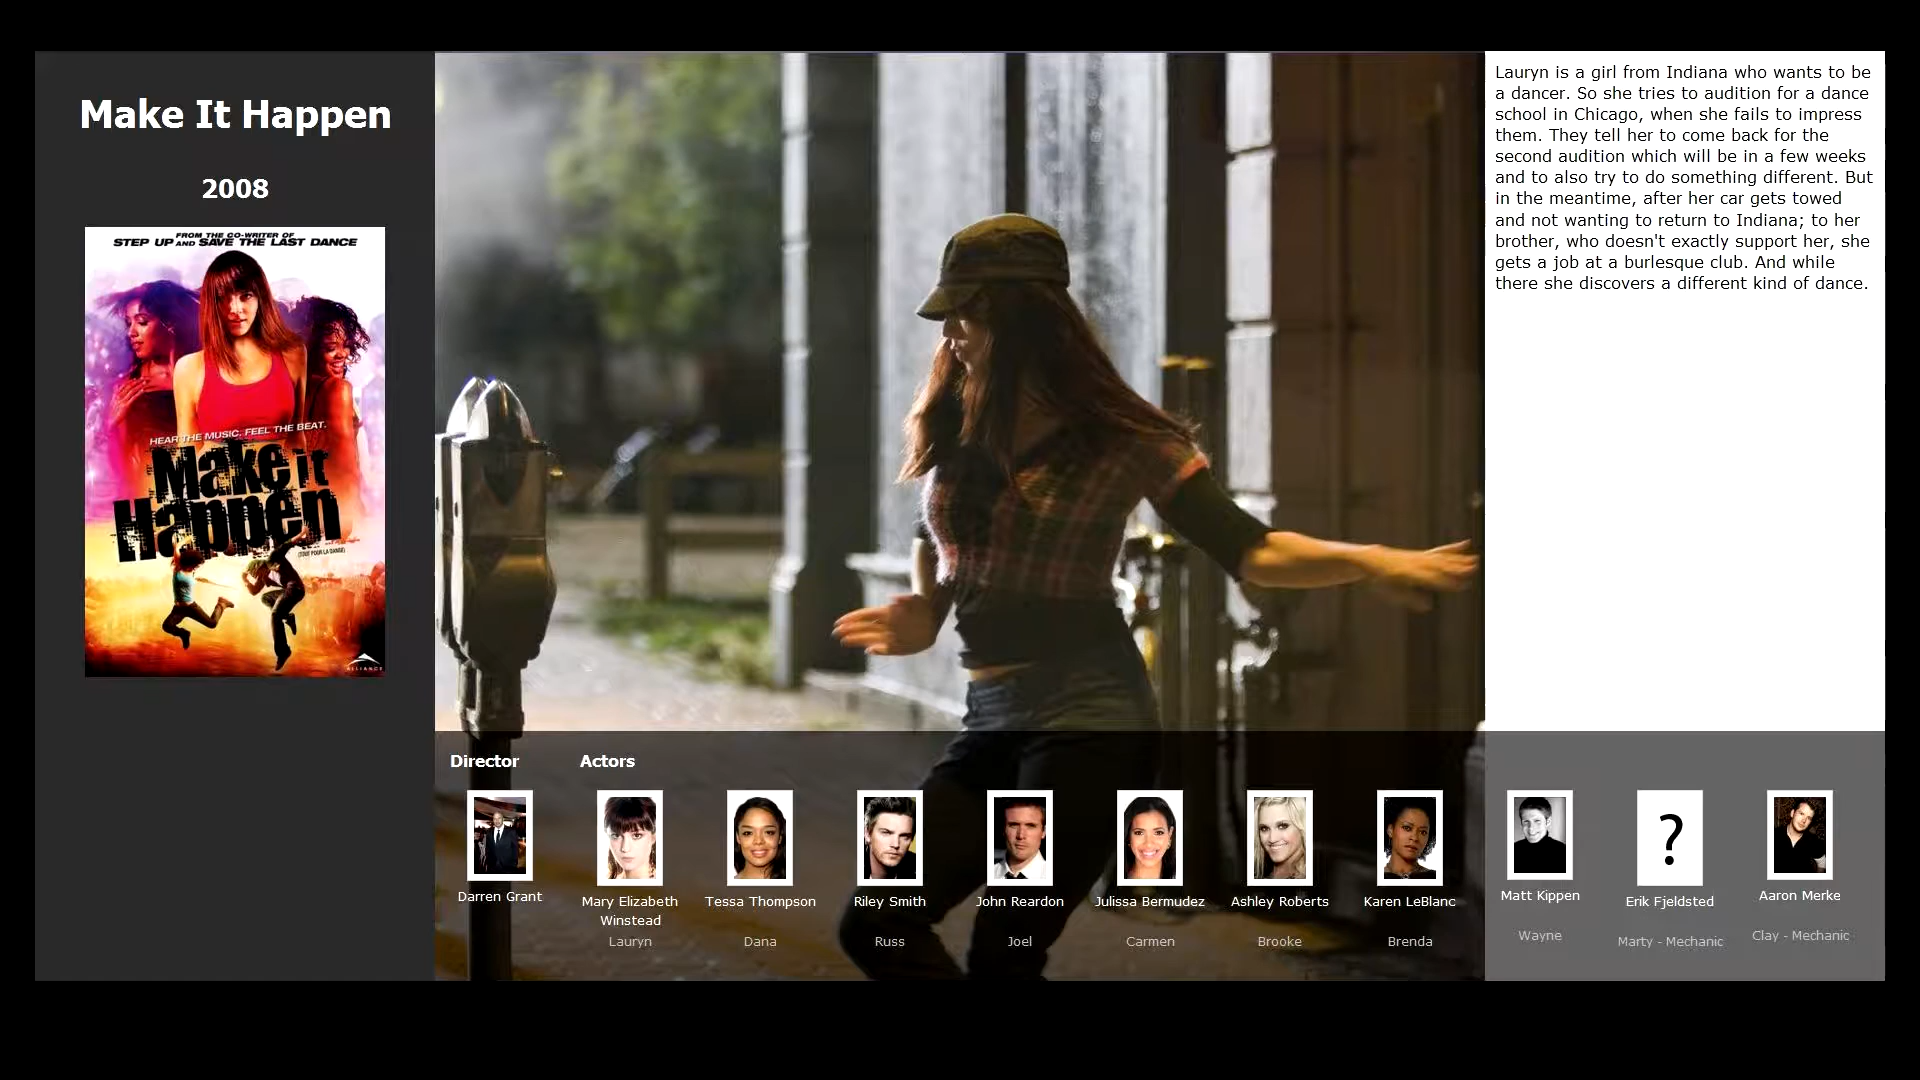 Make It Happen
2008
FROM THE CO-WRITER OF
STEP UP AND SAVE THE LAST DANCE
HEAR THE MUSIC. FEEL THE BEAT.
Make it
Happen
(TOUT POUR LA DANSE)
ALLIANCE
Lauryn is a girl from Indiana who wants to be
a dancer. So she tries to audition for a dance
school in Chicago, when she fails to impress
them. They tell her to come back for the
second audition which will be in a few weeks
and to also try to do something different. But
in the meantime, after her car gets towed
and not wanting to return to Indiana; to her
brother, who doesn't exactly support her, she
gets a job at a burlesque club. And while
there she discovers a different kind of dance.
Director
Actors
Darren Grant
Mary Elizabeth
Winstead
Lauryn
Tessa Thompson
Dana
Riley Smith
Russ
John Reardon
Joel
Julissa Bermudez
Carmen
Ashley Roberts
Brooke
Karen LeBlanc
Brenda
Matt Kippen
Wayne
?
Erik Fjeldsted
Marty - Mechanic
Aaron Merke
Clay - Mechanic